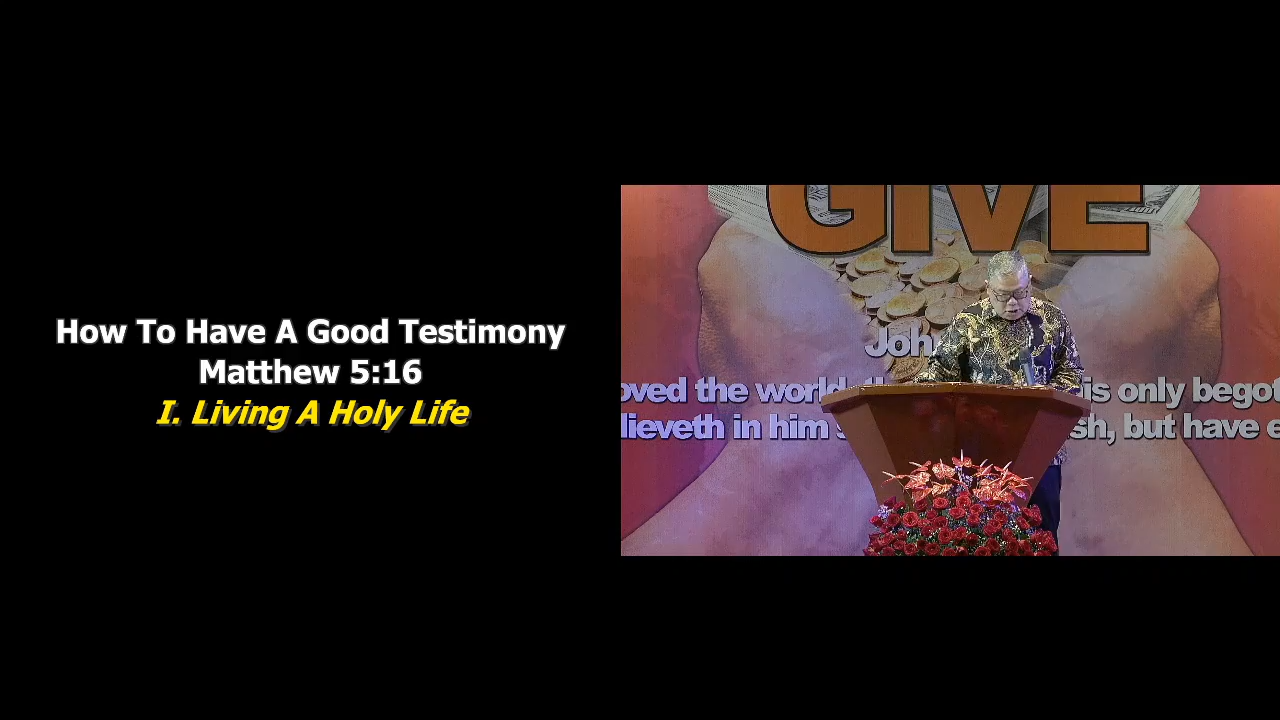 How To Have A Good Testimony
Matthew 5:16
I. Living A Holy Life
GIVE
oved the world is only begot
lieveth in him sh, but have e